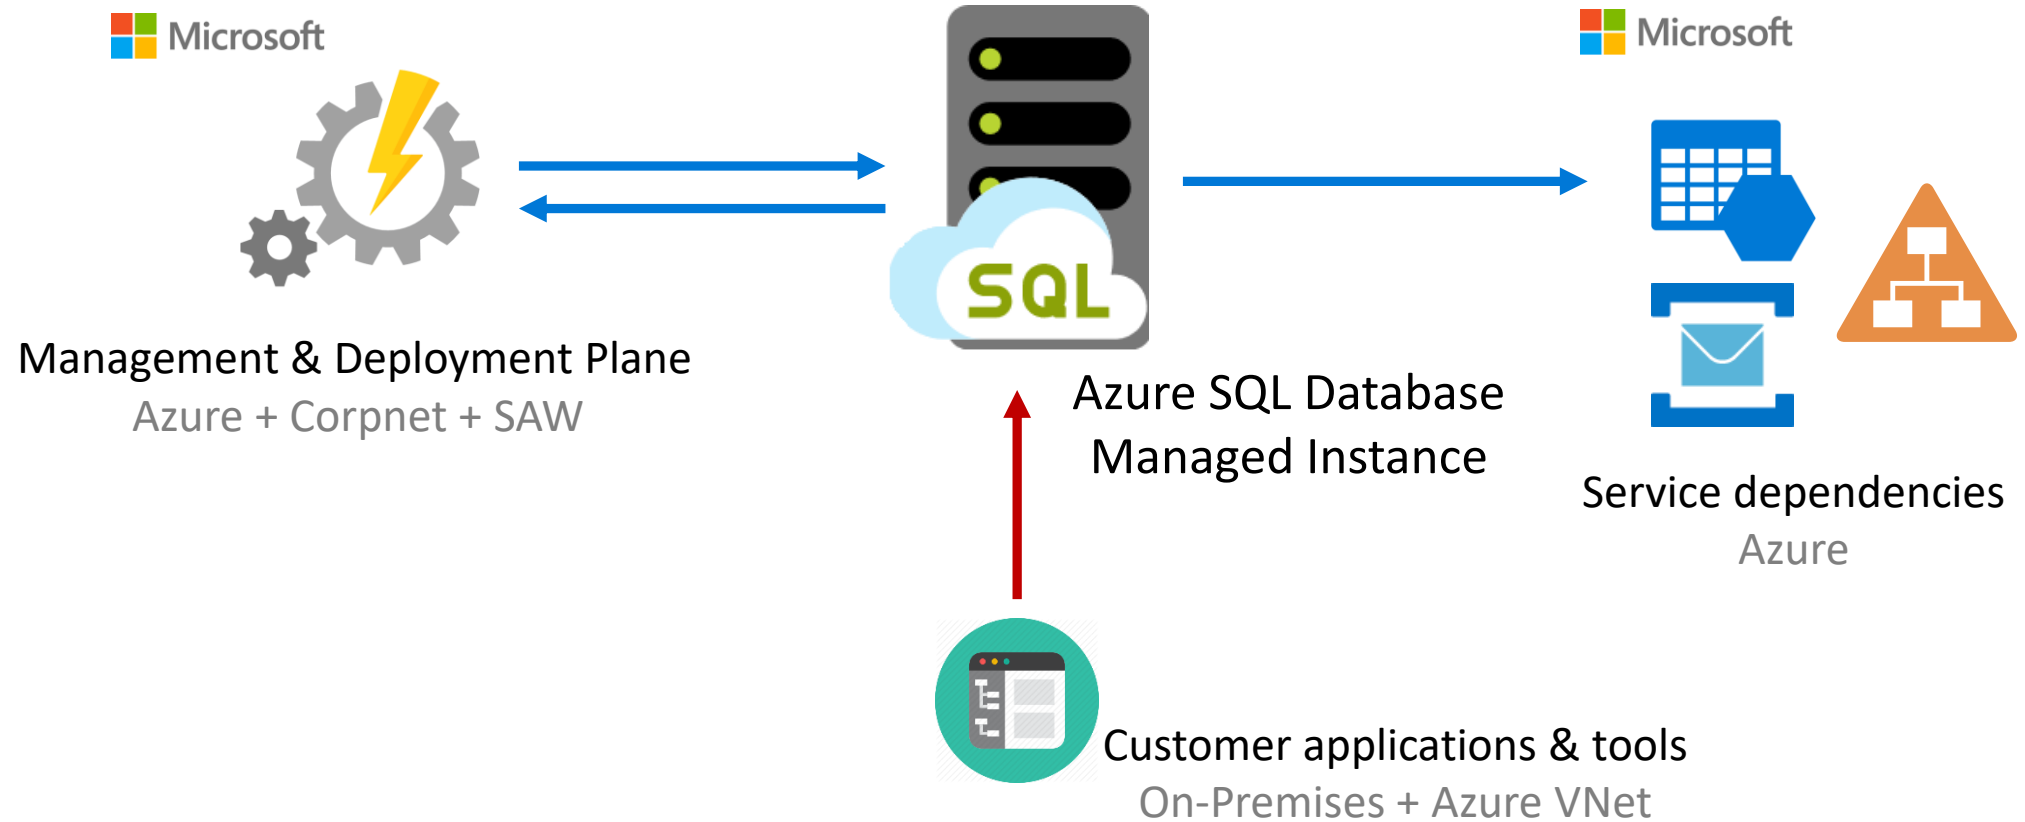 Microsoft
Microsoft
SQL
Management & Deployment Plane
Azure + Corpnet + SAW
Azure SQL Database
Managed Instance
Service dependencies
Azure
Customer applications & tools
On-Premises + Azure VNet